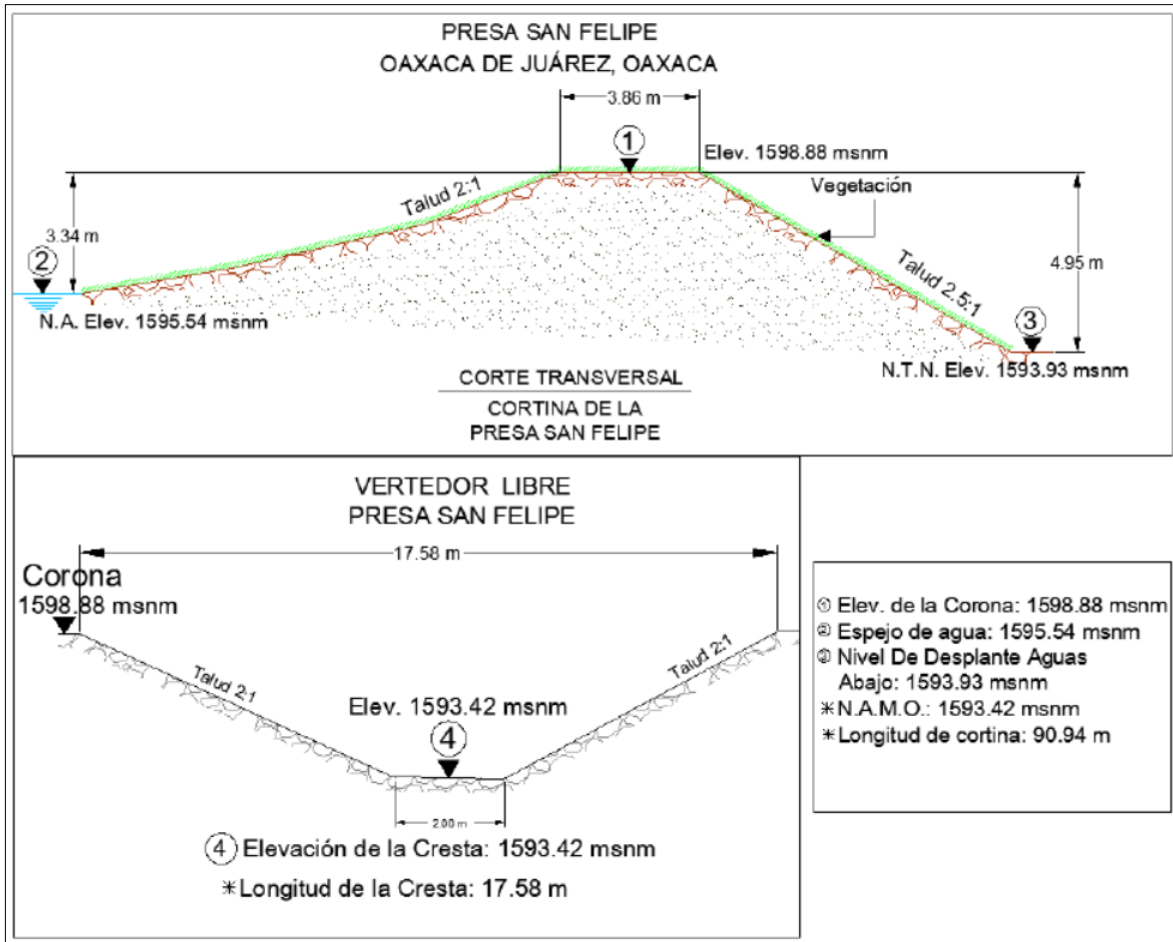 PRESA SAN FELIPE
OAXACA DE JUÁREZ, OAXACA
3.86 m
1
Elev. 1598.88 msnm
Talud 2:1
Vegetación
3.34 m
2
Talud 2.5:1
4.95 m
3
N.A. Elev. 1595.54 msnm
N.T.N. Elev. 1593.93 msnm
CORTE TRANSVERSAL
CORTINA DE LA
PRESA SAN FELIPE
VERTEDOR LIBRE
PRESA SAN FELIPE
17.58 m
Corona
1598.88 msnm
Talud 2:1
Talud 2:1
Elev. 1593.42 msnm
4
2.00 m
4 Elevación de la Cresta: 1593.42 msnm
* Longitud de la Cresta: 17.58 m
① Elev. de la Corona: 1598.88 msnm
② Espejo de agua: 1595.54 msnm
③ Nivel De Desplante Aguas
Abajo: 1593.93 msnm
* N.A.M.O.: 1593.42 msnm
* Longitud de cortina: 90.94 m